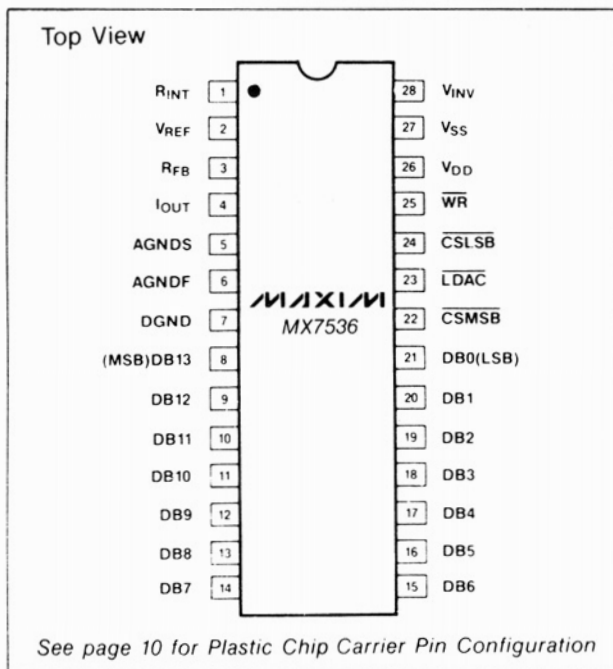 Top View
RINT 1 28 VINV
VREF 2 27 VSS
RFB 3 26 VDD
IOUT 4 25 WR
AGNDS 5 24 CSLSB
AGNDF 6 23 LDAC
MAXIM
DGND 7 22 CSMSB
MX7536
(MSB)DB13 8 21 DB0(LSB)
DB12 9 20 DB1
DB11 10 19 DB2
DB10 11 18 DB3
DB9 12 17 DB4
DB8 13 16 DB5
DB7 14 15 DB6
See page 10 for Plastic Chip Carrier Pin Configuration